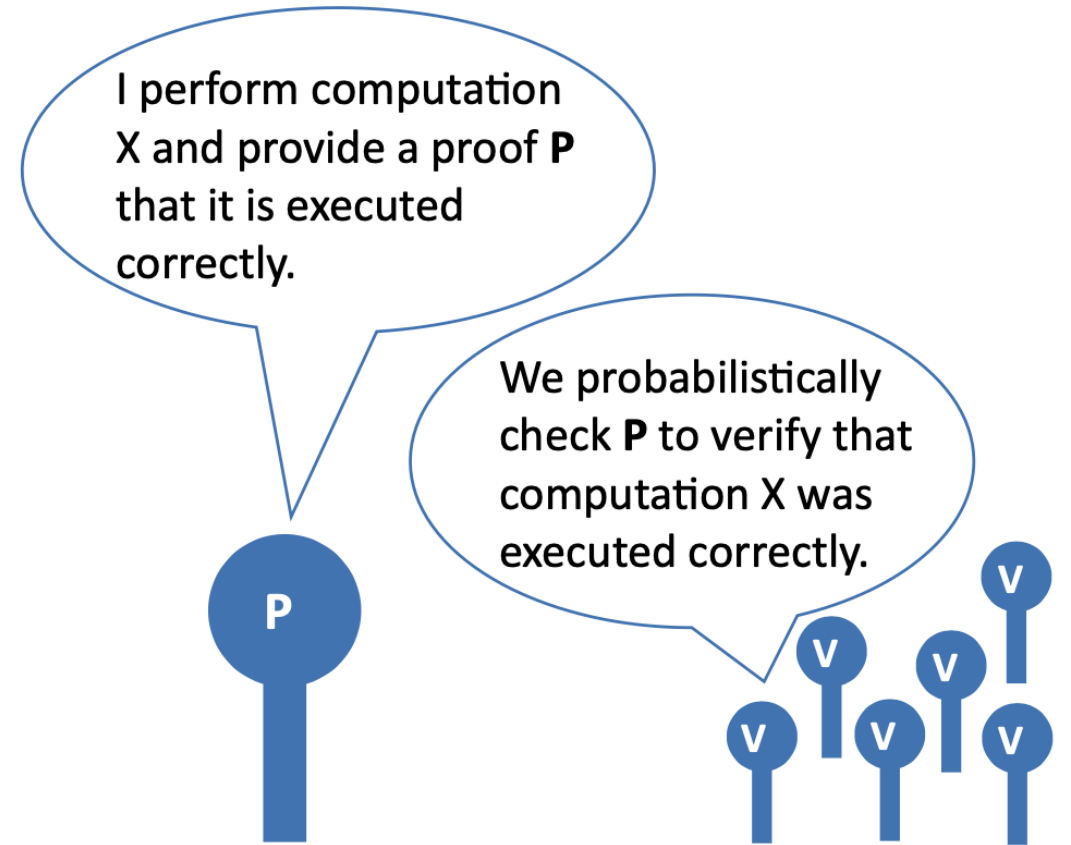 I perform computation
X and provide a proof P
that it is executed
correctly.
We probabilistically
check P to verify that
computation X was
executed correctly.
P
V
V
V
V
V
V